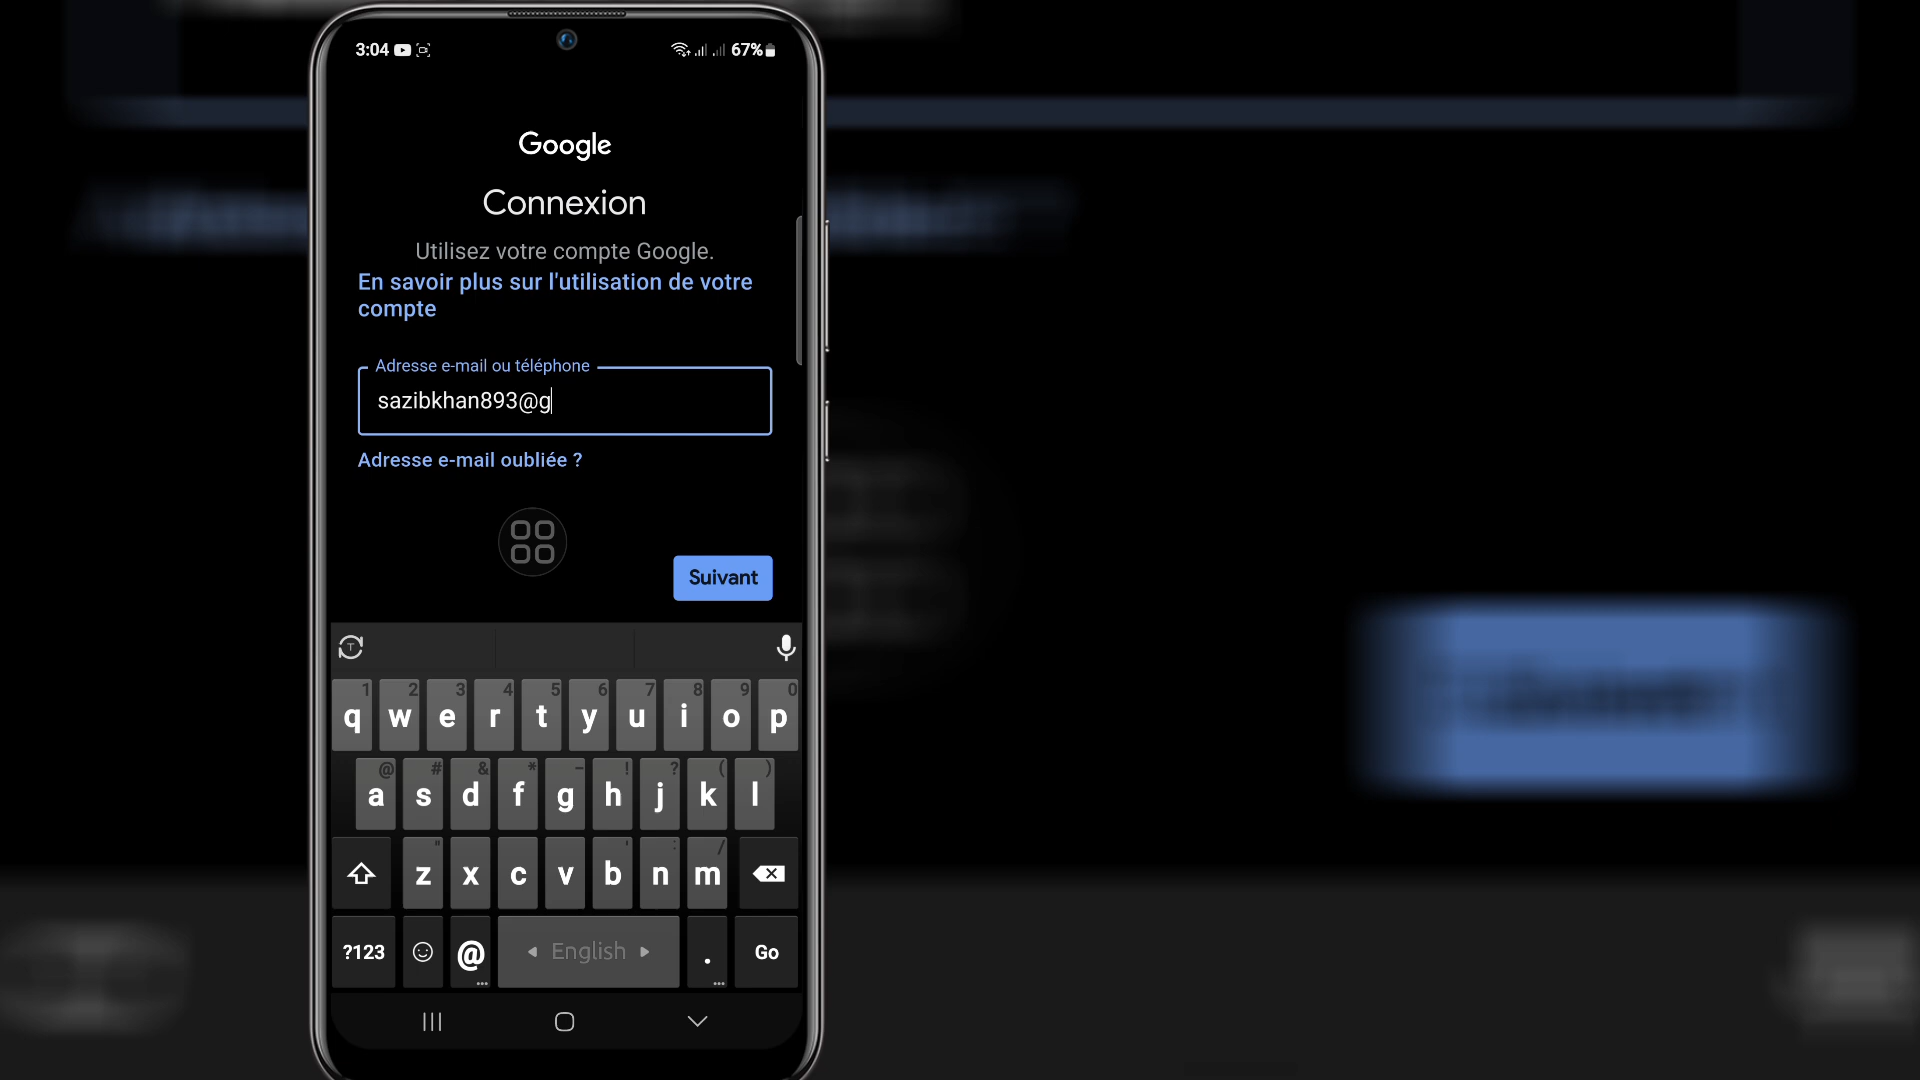 3:04 67%
Google
Connexion
Utilisez votre compte Google.
En savoir plus sur l'utilisation de votre
compte
Adresse e-mail ou téléphone
sazibkhan893@g
Adresse e-mail oubliée ?
Suivant
1 2 3 4 5 6 7 8 9 0
q w e r t y u i o p
@ # & * - ! ? ( )
a s d f g h j k l
" ' : /
z x c v b n m
?123 @ English . Go